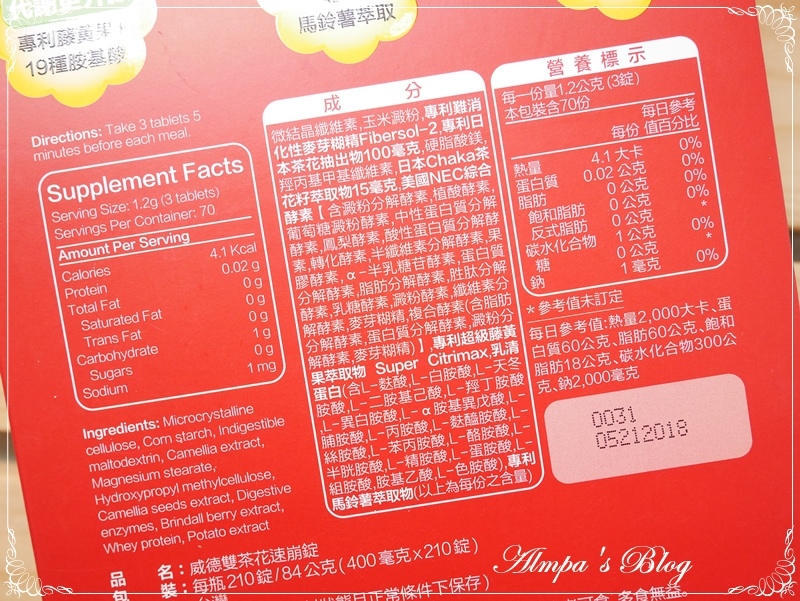 專利藤黃果
19種胺基酸
馬鈴薯萃取
Directions: Take 3 tablets 5
minutes before each meal.
Supplement Facts
Serving Size: 1.2g (3 tablets)
Servings Per Container: 70
Amount Per Serving
Calories 4.1 Kcal
Protein 0.02 g
Total Fat 0 g
Saturated Fat 0 g
Trans Fat 0 g
Carbohydrate 1 g
Sugars 0 g
Sodium 1 mg
Ingredients: Microcrystalline
cellulose, Corn starch, Indigestible
maltodextrin, Camellia extract,
Magnesium stearate,
Hydroxypropyl methylcellulose,
Camellia seeds extract, Digestive
enzymes, Brindall berry extract,
Whey protein, Potato extract
成 分
微結晶纖維素,玉米澱粉,專利難消
化性麥芽糊精Fibersol-2,專利日
本茶花抽出物100毫克,硬脂酸鎂,
羥丙基甲基纖維素,日本Chaka茶
花籽萃取物15毫克,美國NEC綜合
酵素【含澱粉分解酵素,植酸酵素,
葡萄糖澱粉酵素,中性蛋白質分解
酵素,鳳梨酵素,酸性蛋白質分解酵
素,轉化酵素,半纖維分解酵素,果
膠酵素,α-半乳糖苷酵素,蛋白質
分解酵素,脂肪分解酵素,胜肽分解
酵素,乳糖酵素,澱粉酵素,纖維素分
解酵素,麥芽糊精,複合酵素(含脂肪
分解酵素,蛋白質分解酵素,澱粉分
解酵素,麥芽糊精)】,專利超級藤黃
果萃取物 Super Citrimax,乳清
蛋白(含L-麩酸,L-白胺酸,L-天冬
胺酸,L-二胺基己酸,L-羥丁胺酸
,L-異白胺酸,L-α胺基異戊酸,L-
脯胺酸,L-丙胺酸,L-麩醯胺酸,L-
絲胺酸,L-苯丙胺酸,L-酪胺酸,L-
半胱胺酸,L-精胺酸,L-蛋胺酸,L-
組胺酸,胺基乙酸,L-色胺酸),專利
馬鈴薯萃取物(以上為每份之含量)
營養標示
每一份量1.2公克 (3錠)
本包裝含70份
每份 每日參考值百分比
熱量 4.1 大卡 0%
蛋白質 0.02 公克 0%
脂肪 0 公克 0%
飽和脂肪 0 公克 0%
反式脂肪 0 公克 *
碳水化合物 1 公克 0%
糖 0 公克 *
鈉 1 毫克 0%
*參考值未訂定
每日參考值:熱量2,000大卡、蛋
白質60公克、脂肪60公克、飽和
脂肪18公克、碳水化合物300公
克、鈉2,000毫克
0031
05212018
品 名:威德雙茶花速崩錠
包 裝:每瓶210錠/84公克(400毫克x210錠)
Almpa's Blog